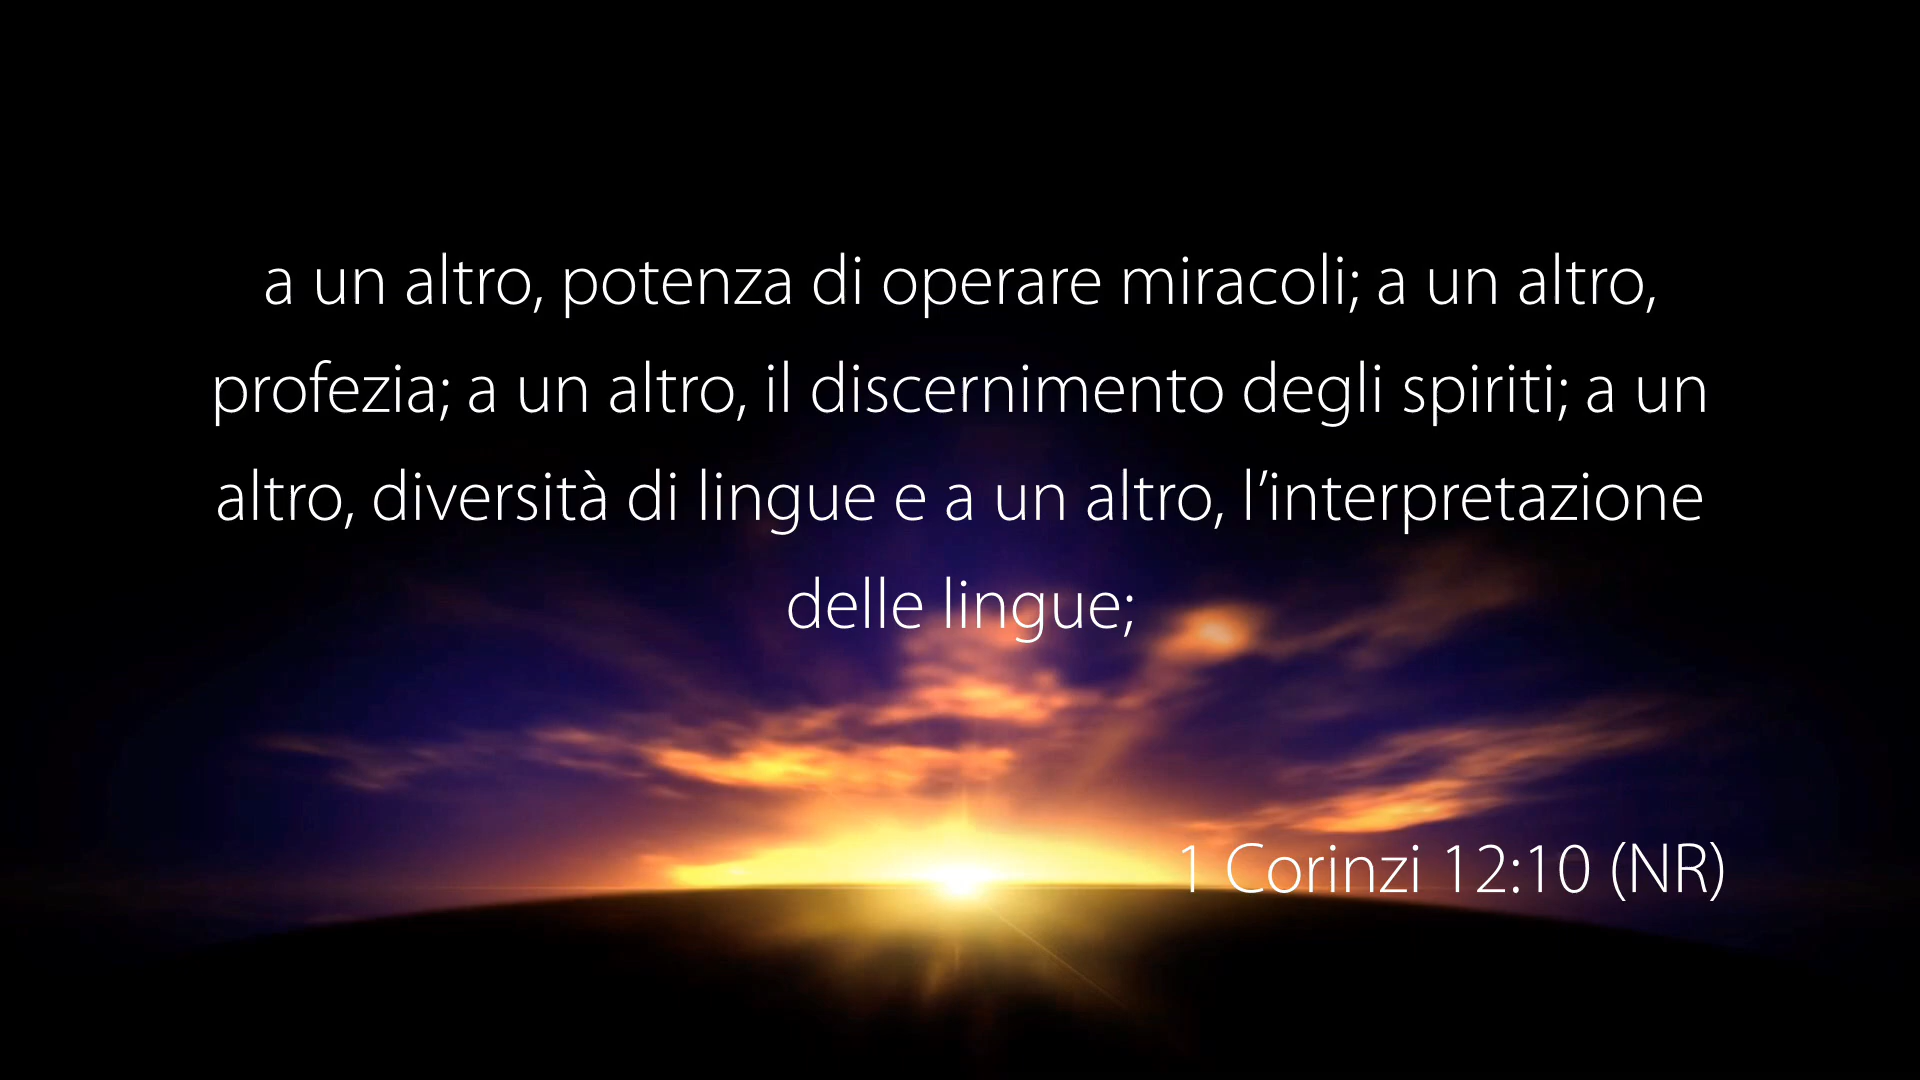 a un altro, potenza di operare miracoli; a un altro,
profezia; a un altro, il discernimento degli spiriti; a un
altro, diversità di lingue e a un altro, l’interpretazione
delle lingue;
1 Corinzi 12:10 (NR)